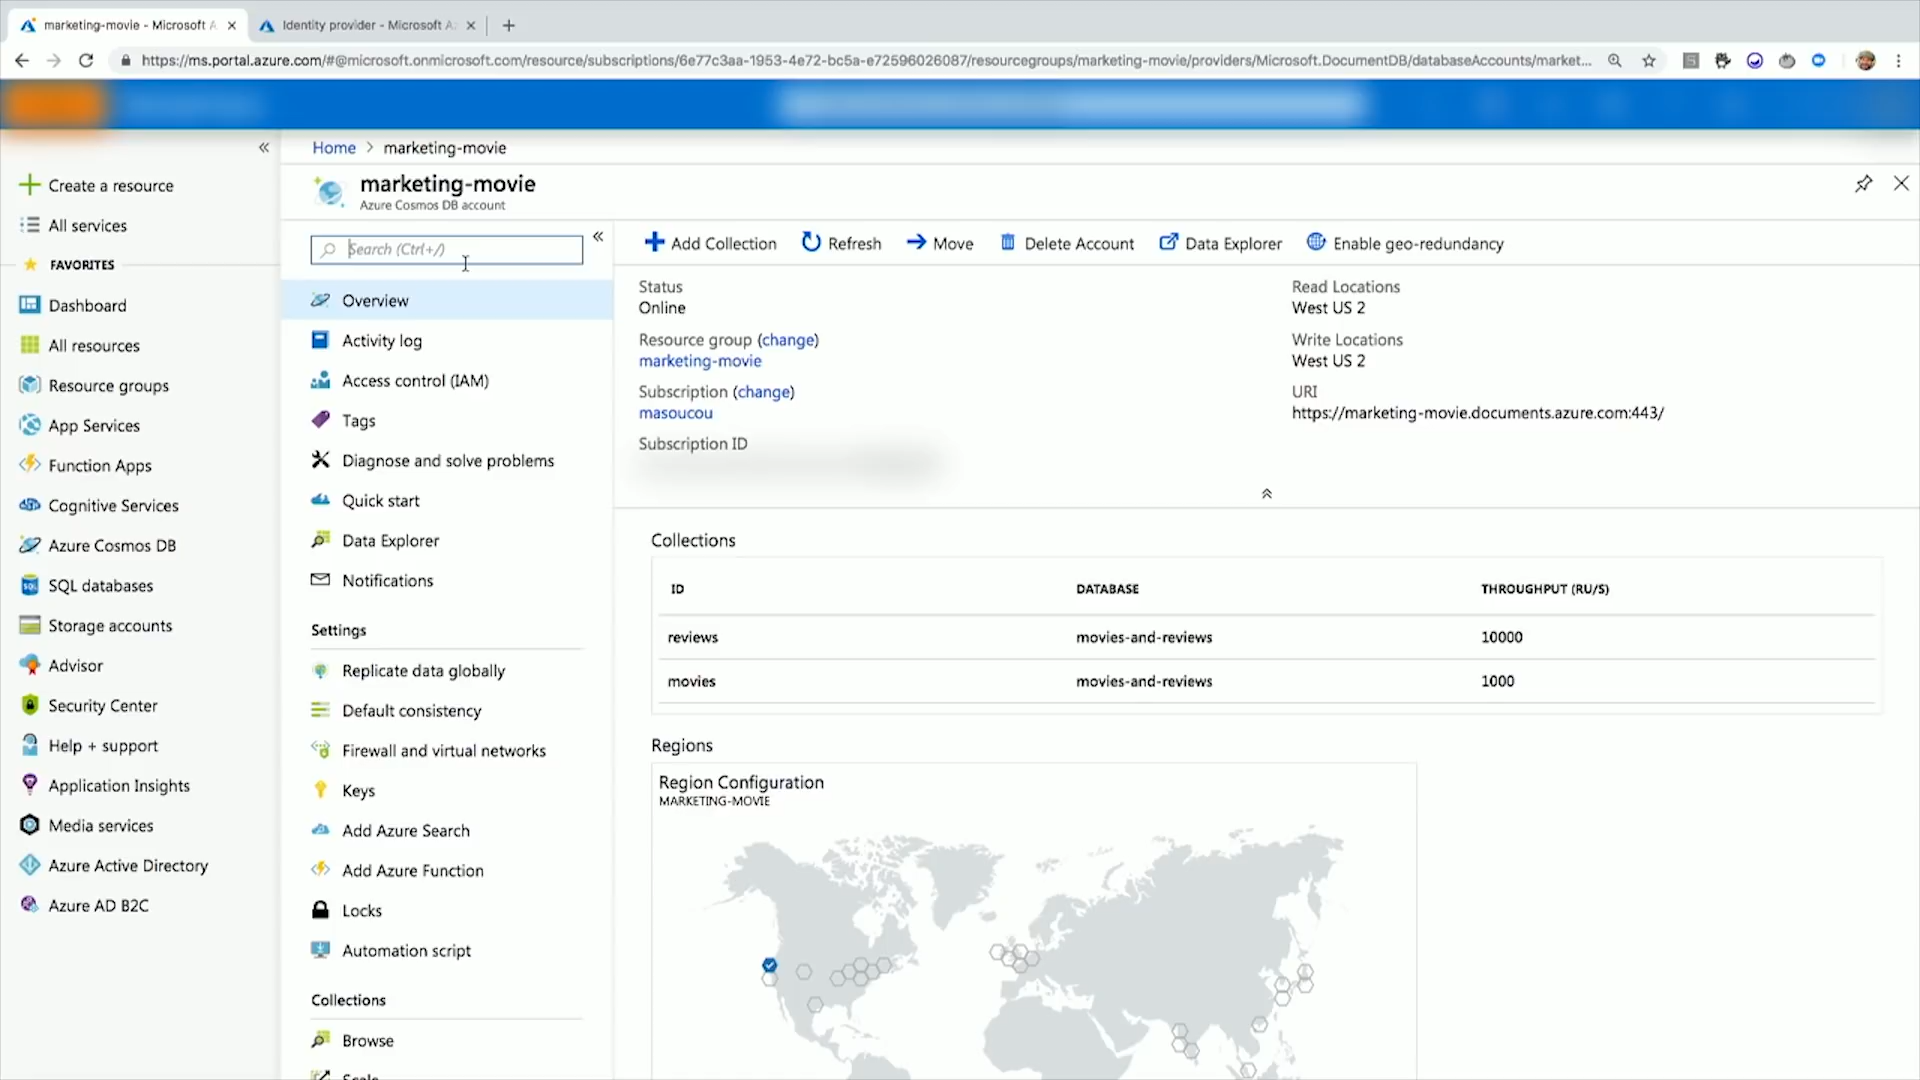 marketing-movie - Microsoft A
Identity provider - Microsoft A
https://ms.portal.azure.com/#@microsoft.onmicrosoft.com/resource/subscriptions/6e77c3aa-1953-4e72-bc5a-e72596026087/resourcegroups/marketing-movie/providers/Microsoft.DocumentDB/databaseAccounts/market...
Create a resource
All services
FAVORITES
Dashboard
All resources
Resource groups
App Services
Function Apps
Cognitive Services
Azure Cosmos DB
SQL databases
Storage accounts
Advisor
Security Center
Help + support
Application Insights
Media services
Azure Active Directory
Azure AD B2C
Home > marketing-movie
marketing-movie
Azure Cosmos DB account
Search (Ctrl+/)
Overview
Activity log
Access control (IAM)
Tags
Diagnose and solve problems
Quick start
Data Explorer
Notifications
Settings
Replicate data globally
Default consistency
Firewall and virtual networks
Keys
Add Azure Search
Add Azure Function
Locks
Automation script
Collections
Browse
Scale
Add Collection Refresh Move Delete Account Data Explorer Enable geo-redundancy
Status
Online
Resource group (change)
marketing-movie
Subscription (change)
masoucou
Subscription ID
Read Locations
West US 2
Write Locations
West US 2
URI
https://marketing-movie.documents.azure.com:443/
Collections
ID DATABASE THROUGHPUT (RU/S)
reviews movies-and-reviews 10000
movies movies-and-reviews 1000
Regions
Region Configuration
MARKETING-MOVIE